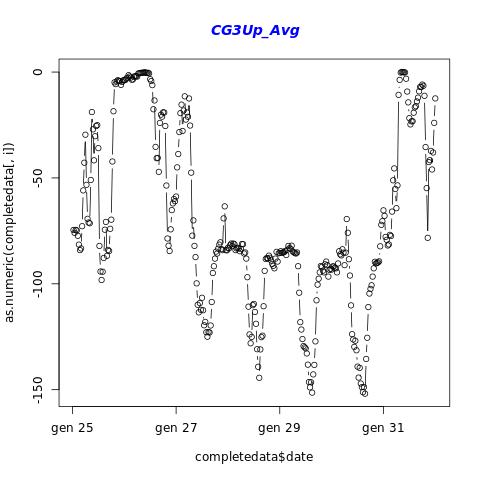 CG3Up_Avg
as.numeric(completedata[, i])
0
-50
-100
-150
gen 25
gen 27
gen 29
gen 31
completedata$date